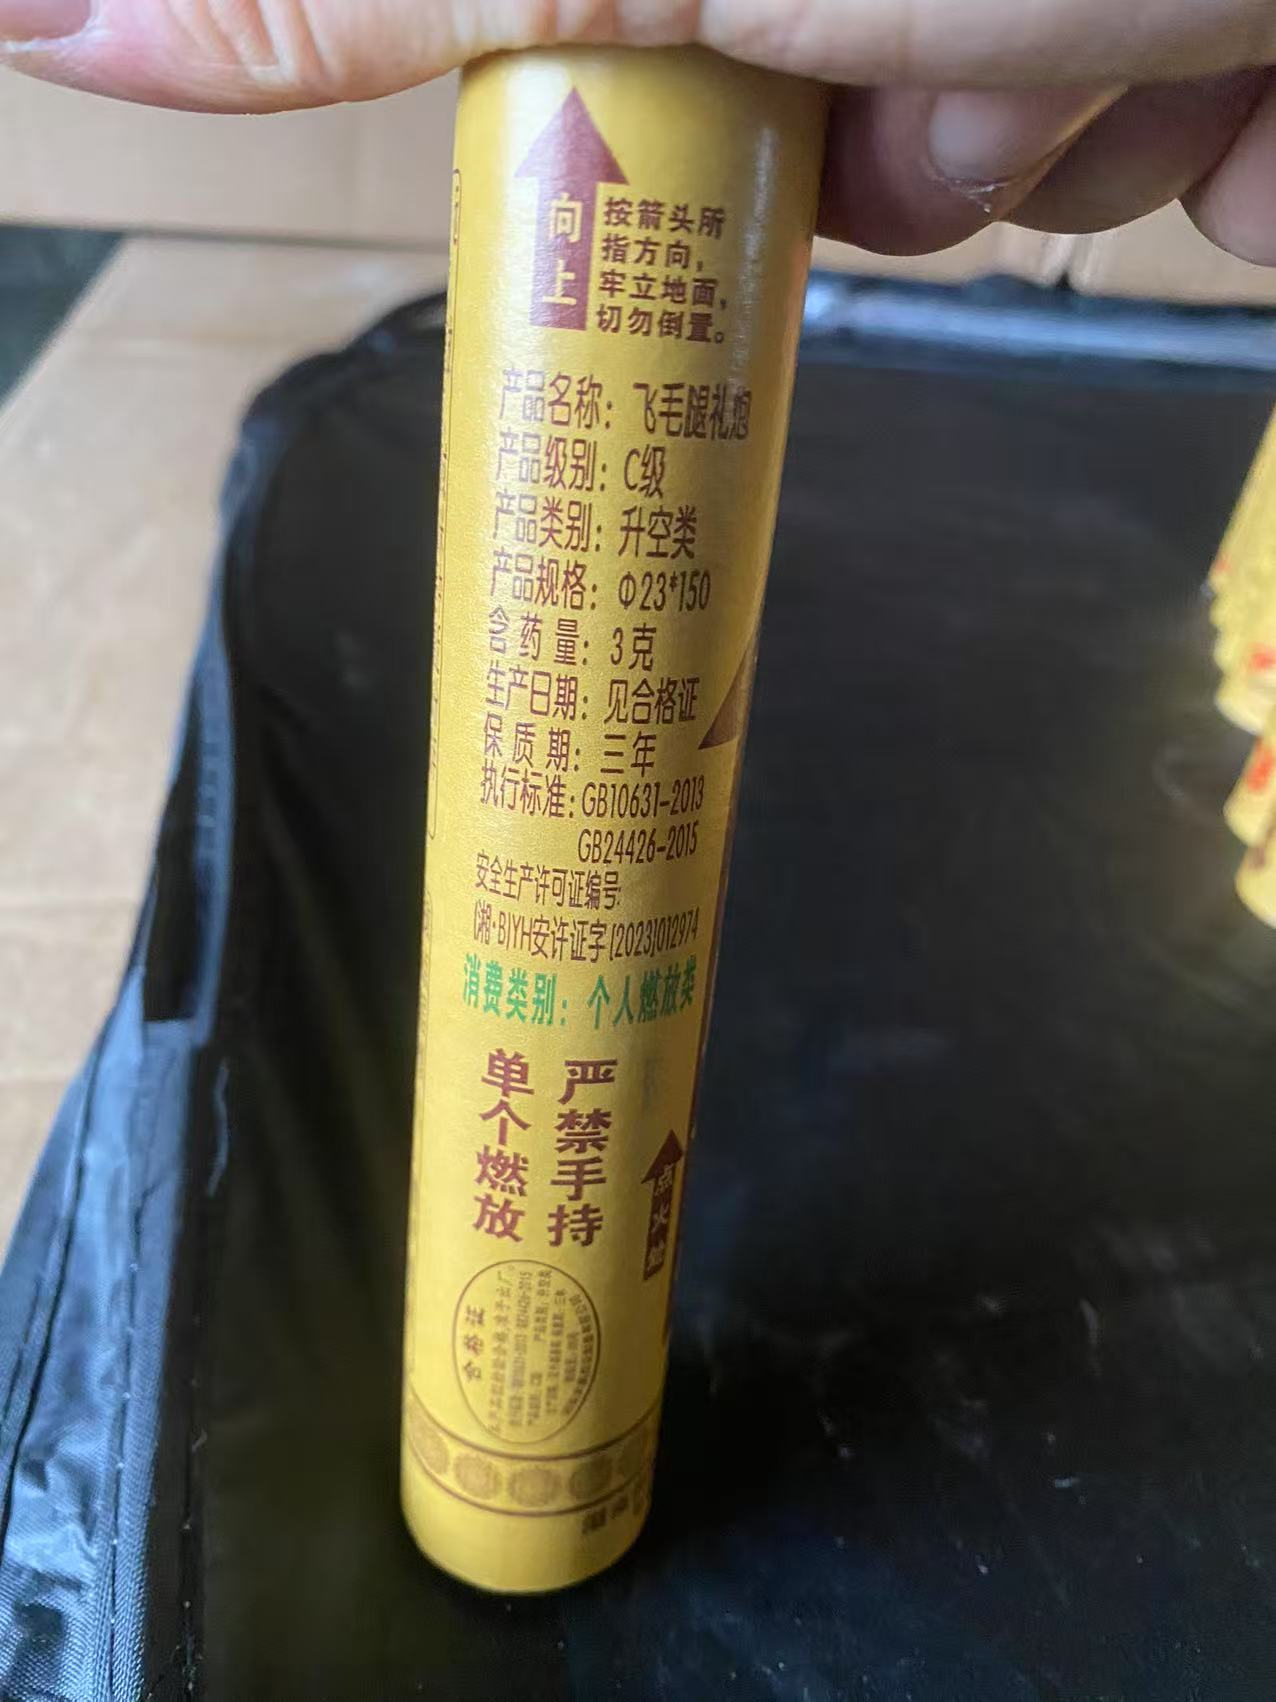 向上
按箭头所
指方向，
牢立地面，
切勿倒置。
产品名称：飞毛腿礼炮
产品级别：C级
产品类别：升空类
产品规格：Φ23*150
含药量：3克
生产日期：见合格证
保质期：三年
执行标准：GB10631-2013
GB24426-2015
安全生产许可证编号:
(湘·B)YH安许证字[2023]012974
消费类别：个人燃放类
严禁手持
单个燃放
点火处
合格证